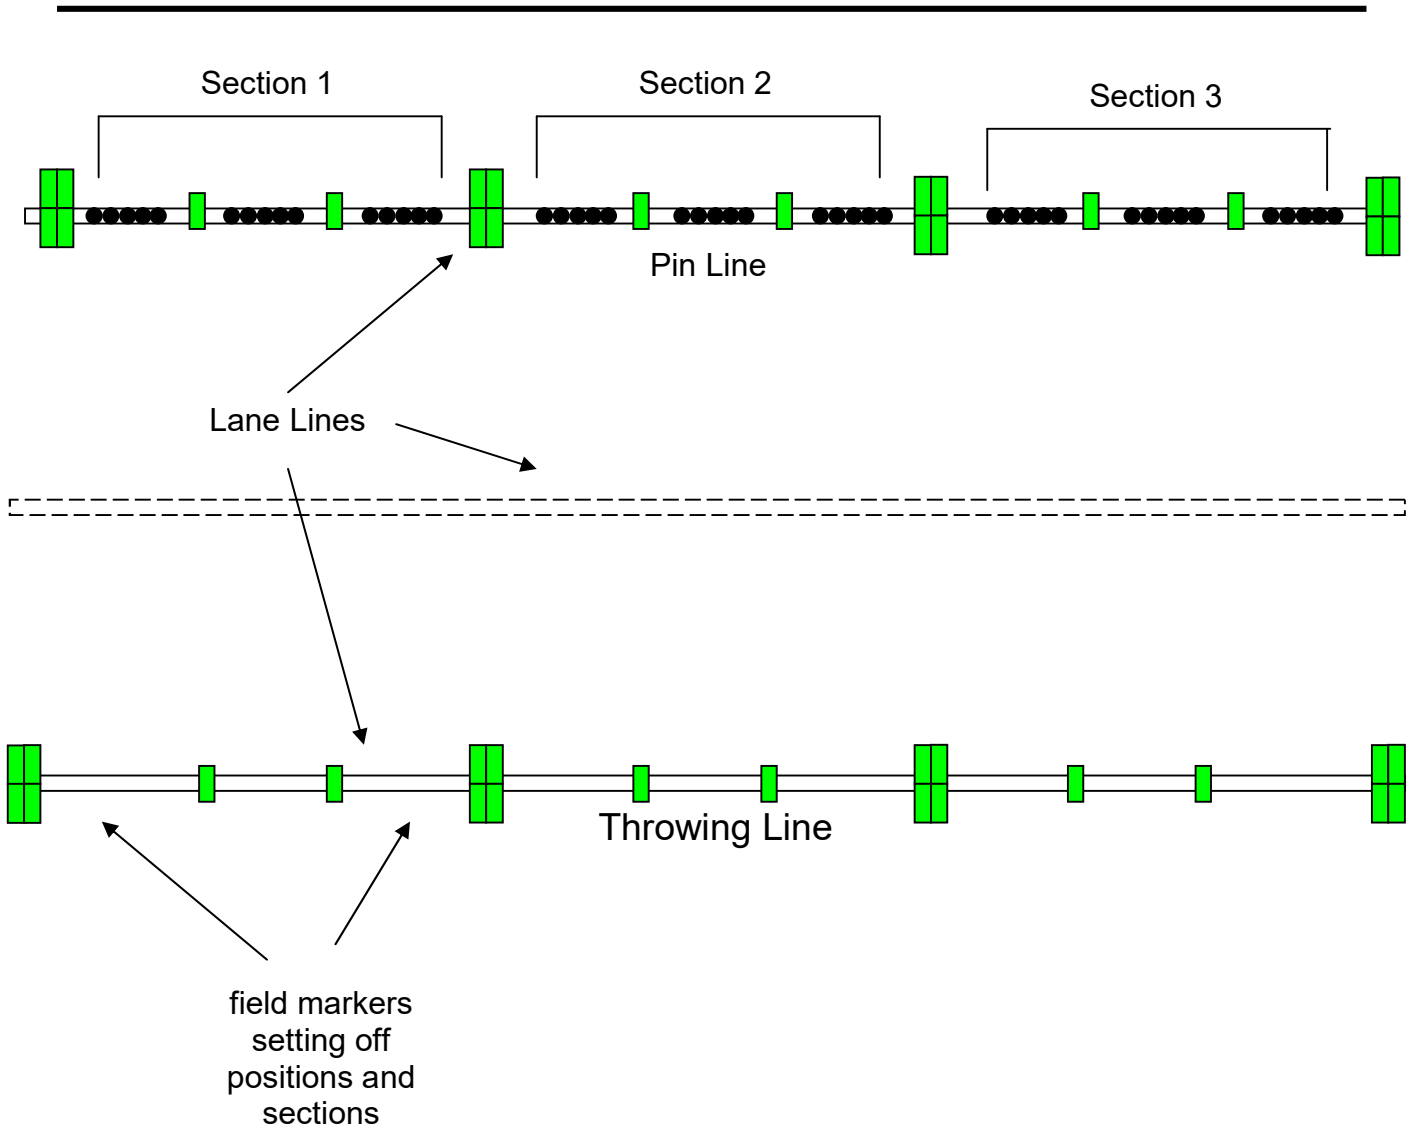 Section 1
Section 2
Section 3
Pin Line
Lane Lines
Throwing Line
field markers
setting off
positions and
sections